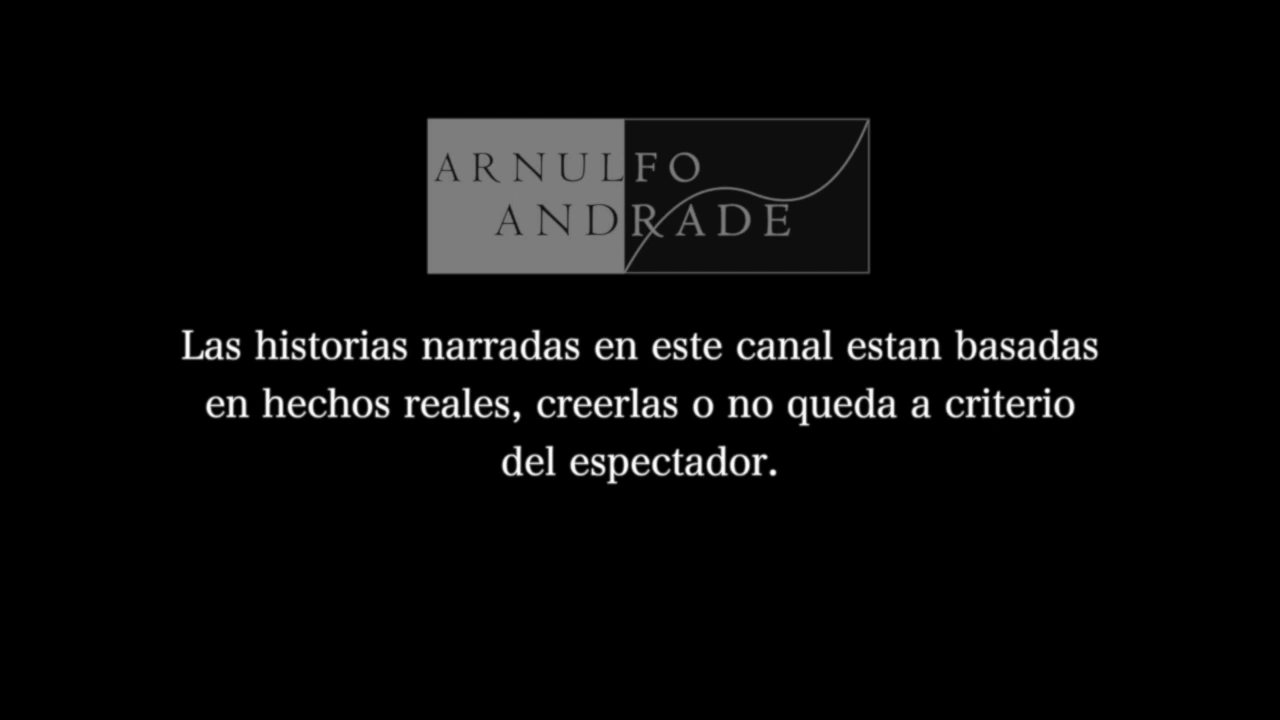 ARNULFO
ANDRADE
Las historias narradas en este canal estan basadas
en hechos reales, creerlas o no queda a criterio
del espectador.